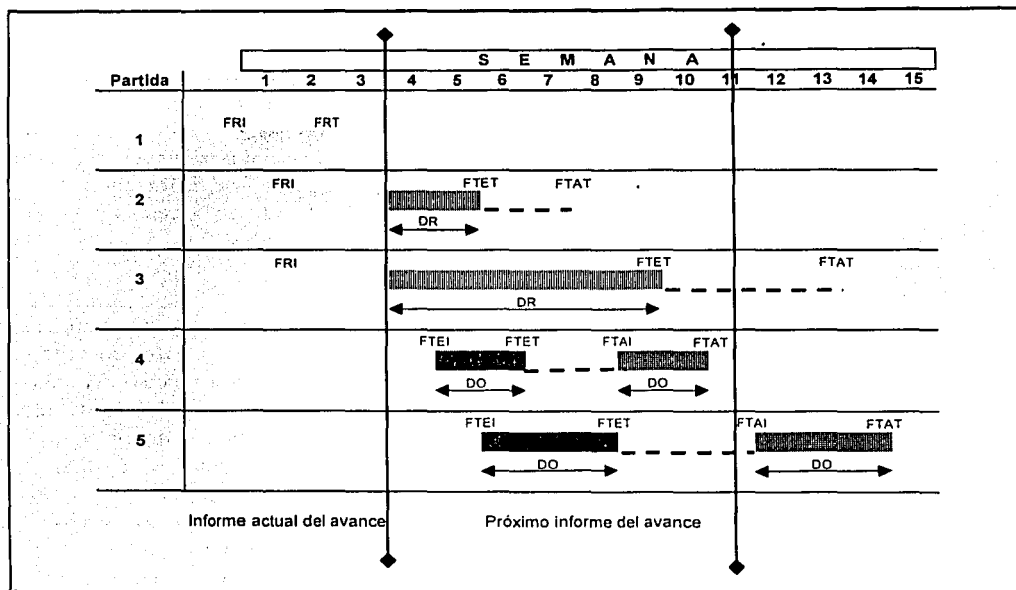 S E M A N A
Partida 1 2 3 4 5 6 7 8 9 10 11 12 13 14 15
FRI FRT
1
FRI FTET FTAT
2
DR
FRI FTET FTAT
3
DR
FTEI FTET FTAI FTAT
4
DO DO
FTEI FTET FTAI FTAT
5
DO DO
Informe actual del avance Próximo informe del avance